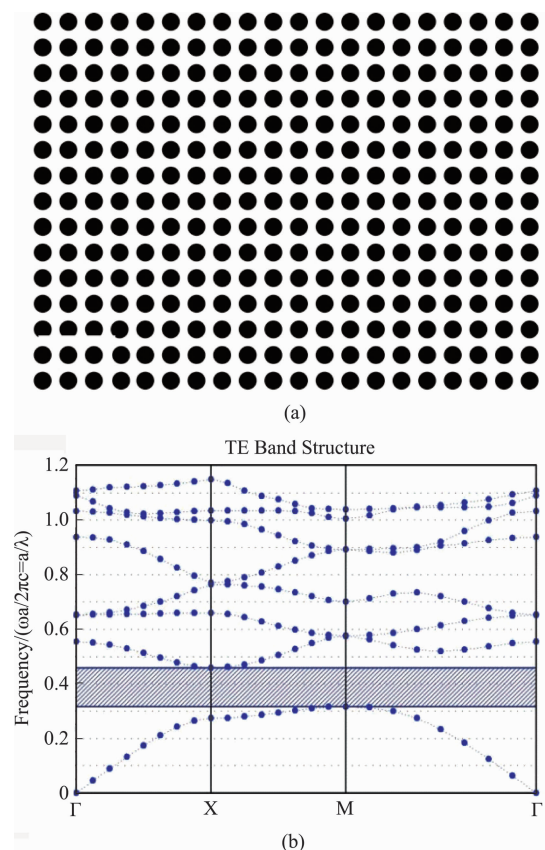 (a)
TE Band Structure
Frequency/(ωa/2πc=a/λ)
1.2
1.0
0.8
0.6
0.4
0.2
0
Γ X M Γ
(b)